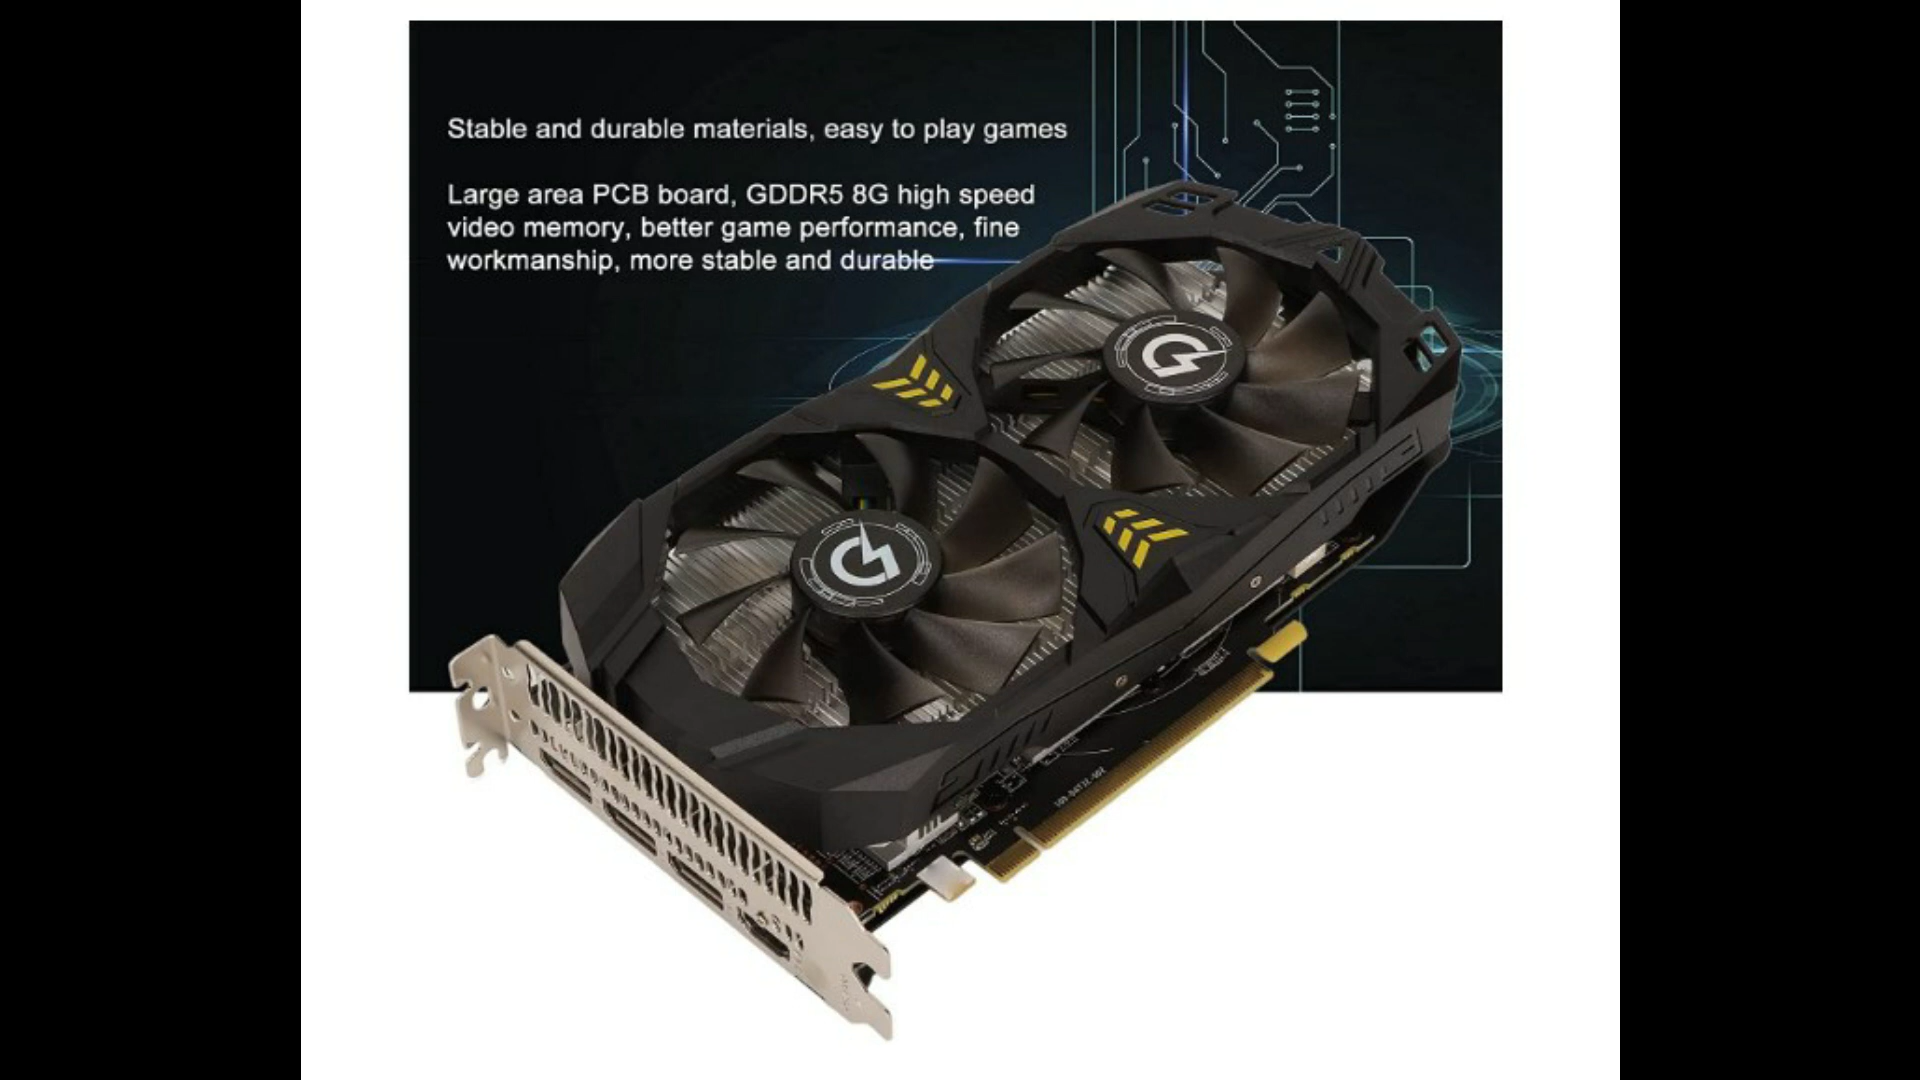 Stable and durable materials, easy to play games
Large area PCB board, GDDR5 8G high speed
video memory, better game performance, fine
workmanship, more stable and durable